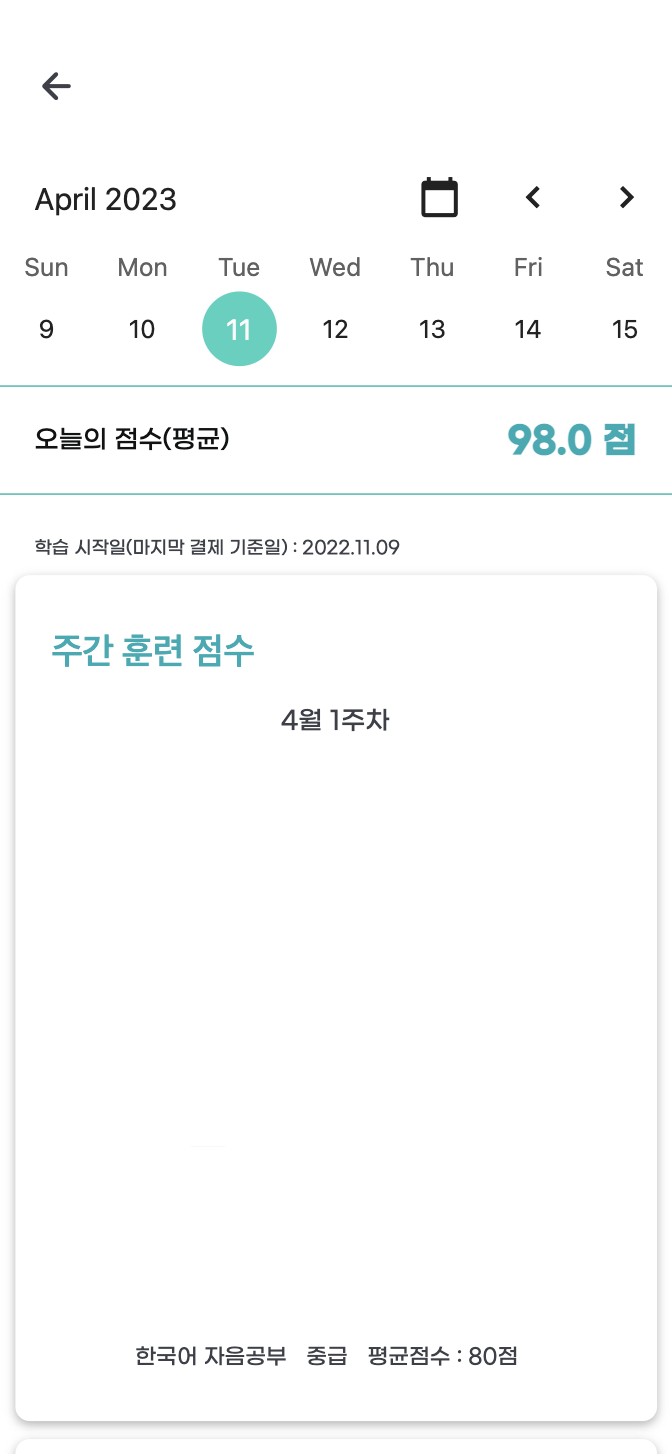 April 2023
Sun Mon Tue Wed Thu Fri Sat
9 10 11 12 13 14 15
오늘의 점수(평균) 98.0 점
학습 시작일(마지막 결제 기준일) : 2022.11.09
주간 훈련 점수
4월 1주차
한국어 자음공부 중급 평균점수 : 80점